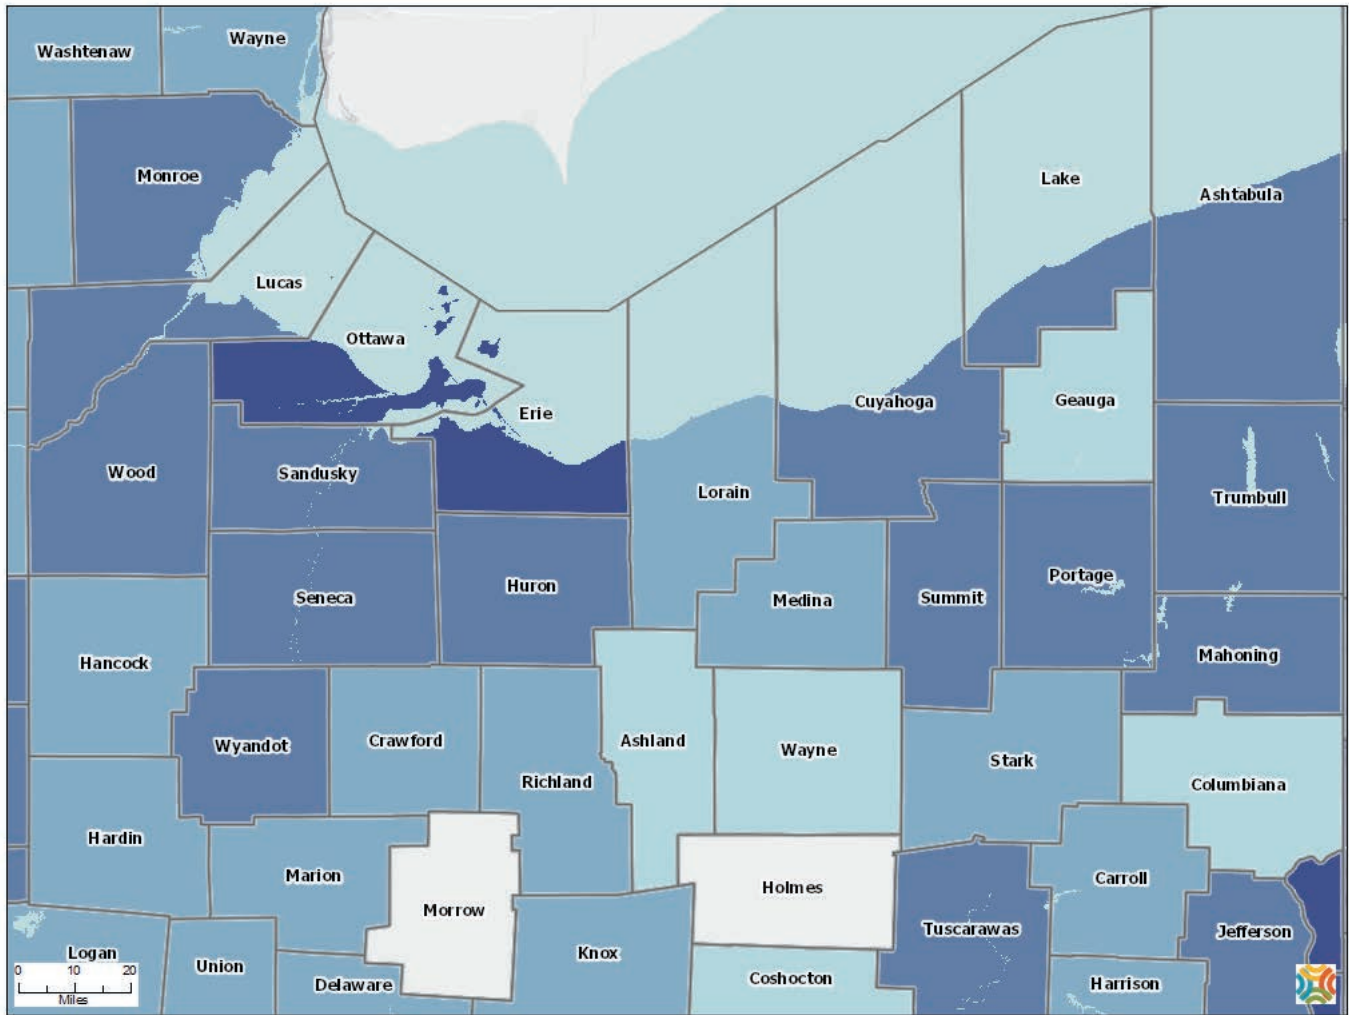 Washtenaw
Wayne
Monroe
Lake
Ashtabula
Lucas
Ottawa
Erie
Cuyahoga
Geauga
Wood
Sandusky
Lorain
Trumbull
Seneca
Huron
Medina
Summit
Portage
Hancock
Mahoning
Wyandot
Crawford
Ashland
Wayne
Stark
Richland
Columbiana
Hardin
Marion
Holmes
Carroll
Morrow
Tuscarawas
Jefferson
Logan
Union
Knox
Delaware
Coshocton
Harrison
0 10 20
Miles